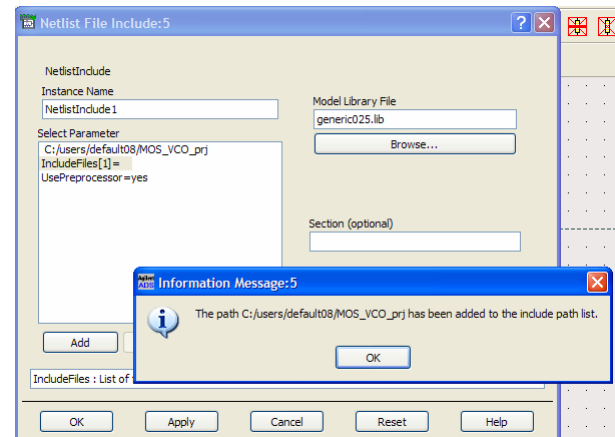 Netlist File Include:5
NetlistInclude
Instance Name
NetlistInclude1
Select Parameter
C:/users/default08/MOS_VCO_prj
IncludeFiles[1]=
UsePreprocessor=yes
Model Library File
generic025.lib
Browse...
Section (optional)
Agilent ADS Information Message:5
The path C:/users/default08/MOS_VCO_prj has been added to the include path list.
OK
Add
IncludeFiles : List of
OK
Apply
Cancel
Reset
Help